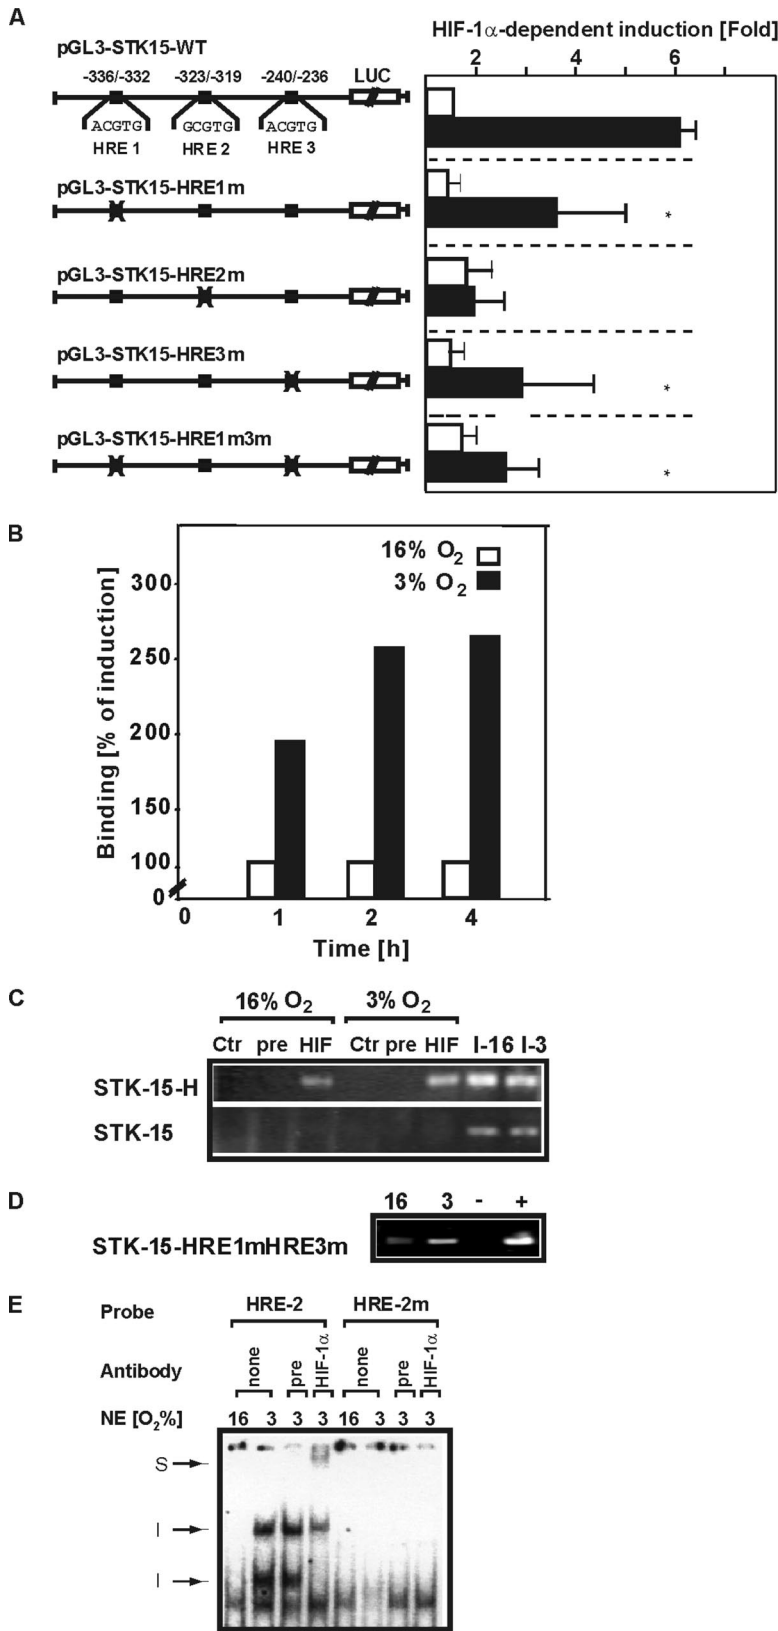 A
HIF-1α-dependent induction [Fold]
pGL3-STK15-WT
2 4 6
-336/-332 -323/-319 -240/-236 LUC
ACGTG GCGTG ACGTG
HRE 1 HRE 2 HRE 3
pGL3-STK15-HRE1m
*
pGL3-STK15-HRE2m
pGL3-STK15-HRE3m
*
pGL3-STK15-HRE1m3m
*
B
16% O2
3% O2
Binding [% of induction]
300
250
200
150
100
0
0 1 2 4
Time [h]
C
16% O2 3% O2
Ctr pre HIF Ctr pre HIF I-16 I-3
STK-15-H
STK-15
D
16 3 - +
STK-15-HRE1mHRE3m
E
Probe HRE-2 HRE-2m
Antibody none pre HIF-1α none pre HIF-1α
NE [O2%] 16 3 3 3 16 3 3 3
S
I
I